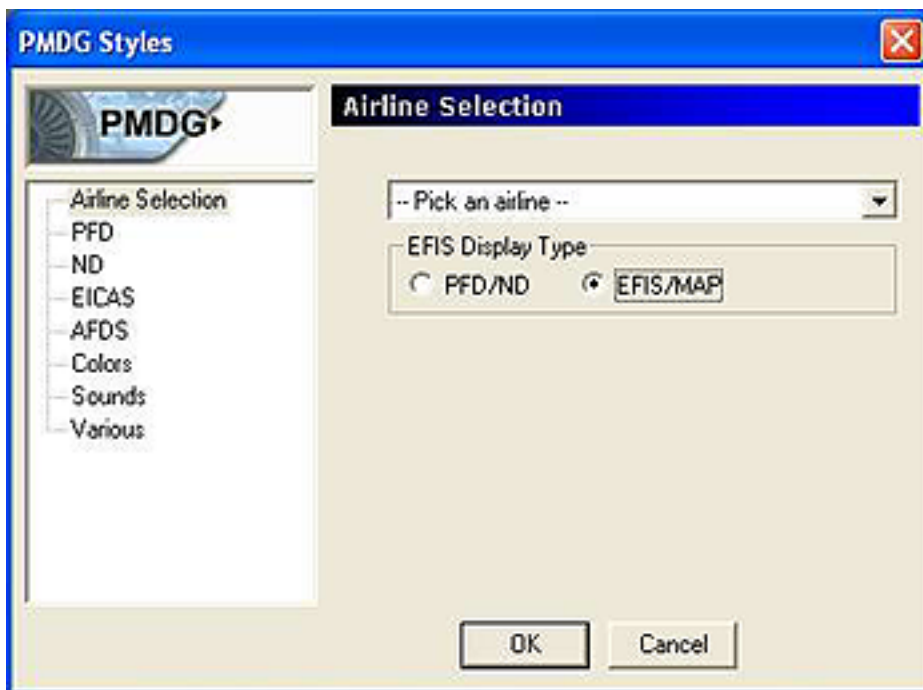 PMDG Styles
PMDG
Airline Selection
Airline Selection
PFD
ND
EICAS
AFDS
Colors
Sounds
Various
-- Pick an airline --
EFIS Display Type
PFD/ND EFIS/MAP
OK Cancel